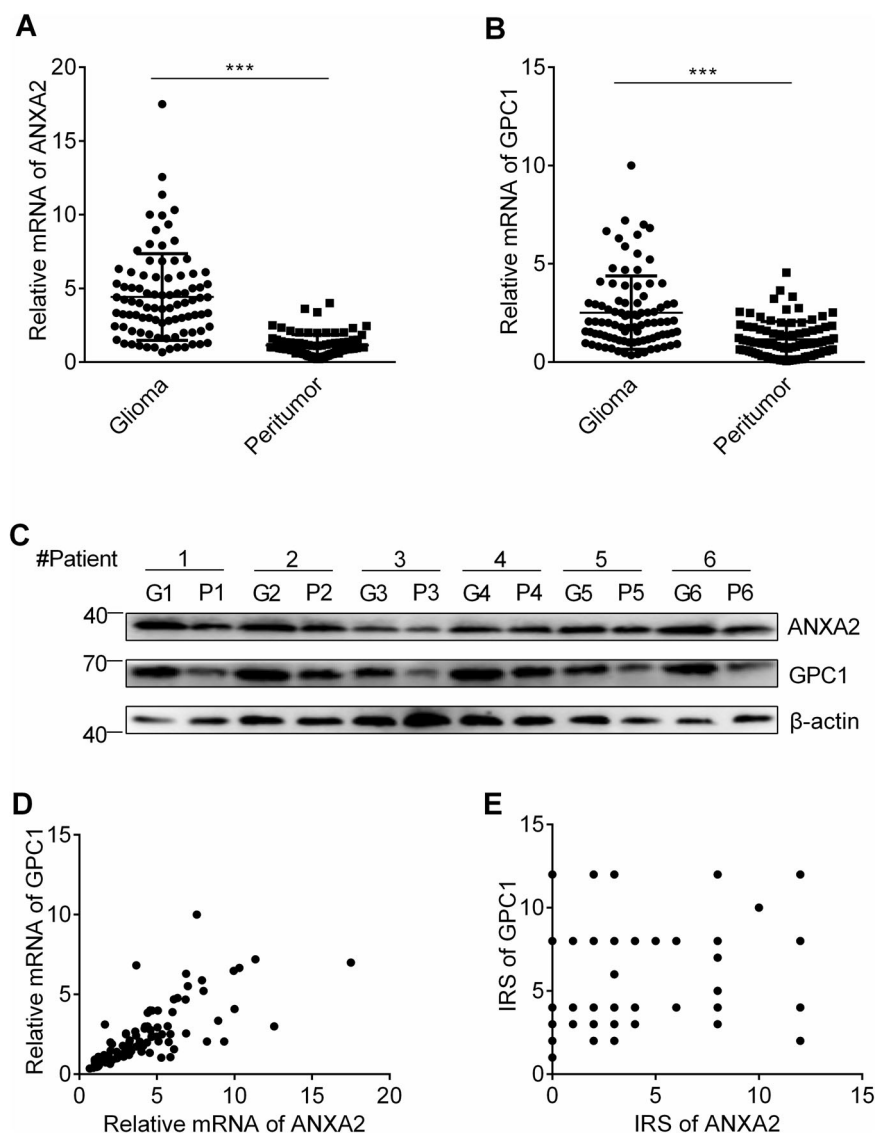 A
Relative mRNA of ANXA2
20
15
10
5
0
***
Glioma
Peritumor
B
Relative mRNA of GPC1
15
10
5
0
***
Glioma
Peritumor
C
#Patient 1 2 3 4 5 6
G1 P1 G2 P2 G3 P3 G4 P4 G5 P5 G6 P6
40
ANXA2
70
GPC1
40
β-actin
D
Relative mRNA of GPC1
15
10
5
0
0 5 10 15 20
Relative mRNA of ANXA2
E
IRS of GPC1
15
10
5
0
0 5 10 15
IRS of ANXA2